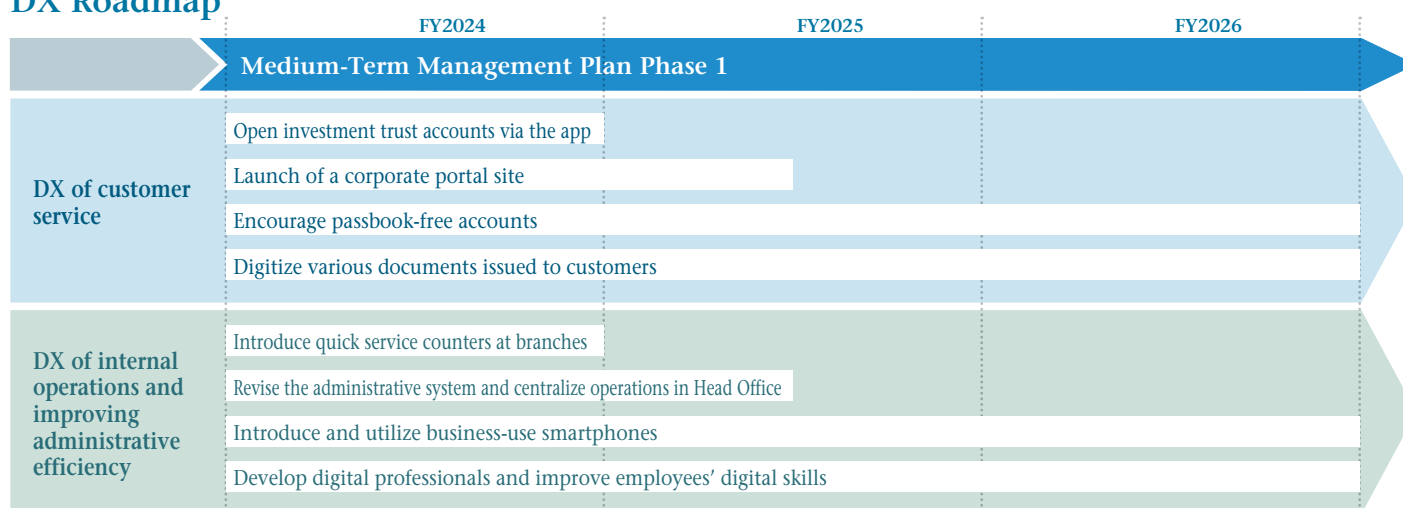 DX Roadmap
FY2024 FY2025 FY2026
Medium-Term Management Plan Phase 1
DX of customer
service
Open investment trust accounts via the app
Launch of a corporate portal site
Encourage passbook-free accounts
Digitize various documents issued to customers
DX of internal
operations and
improving
administrative
efficiency
Introduce quick service counters at branches
Revise the administrative system and centralize operations in Head Office
Introduce and utilize business-use smartphones
Develop digital professionals and improve employees’ digital skills